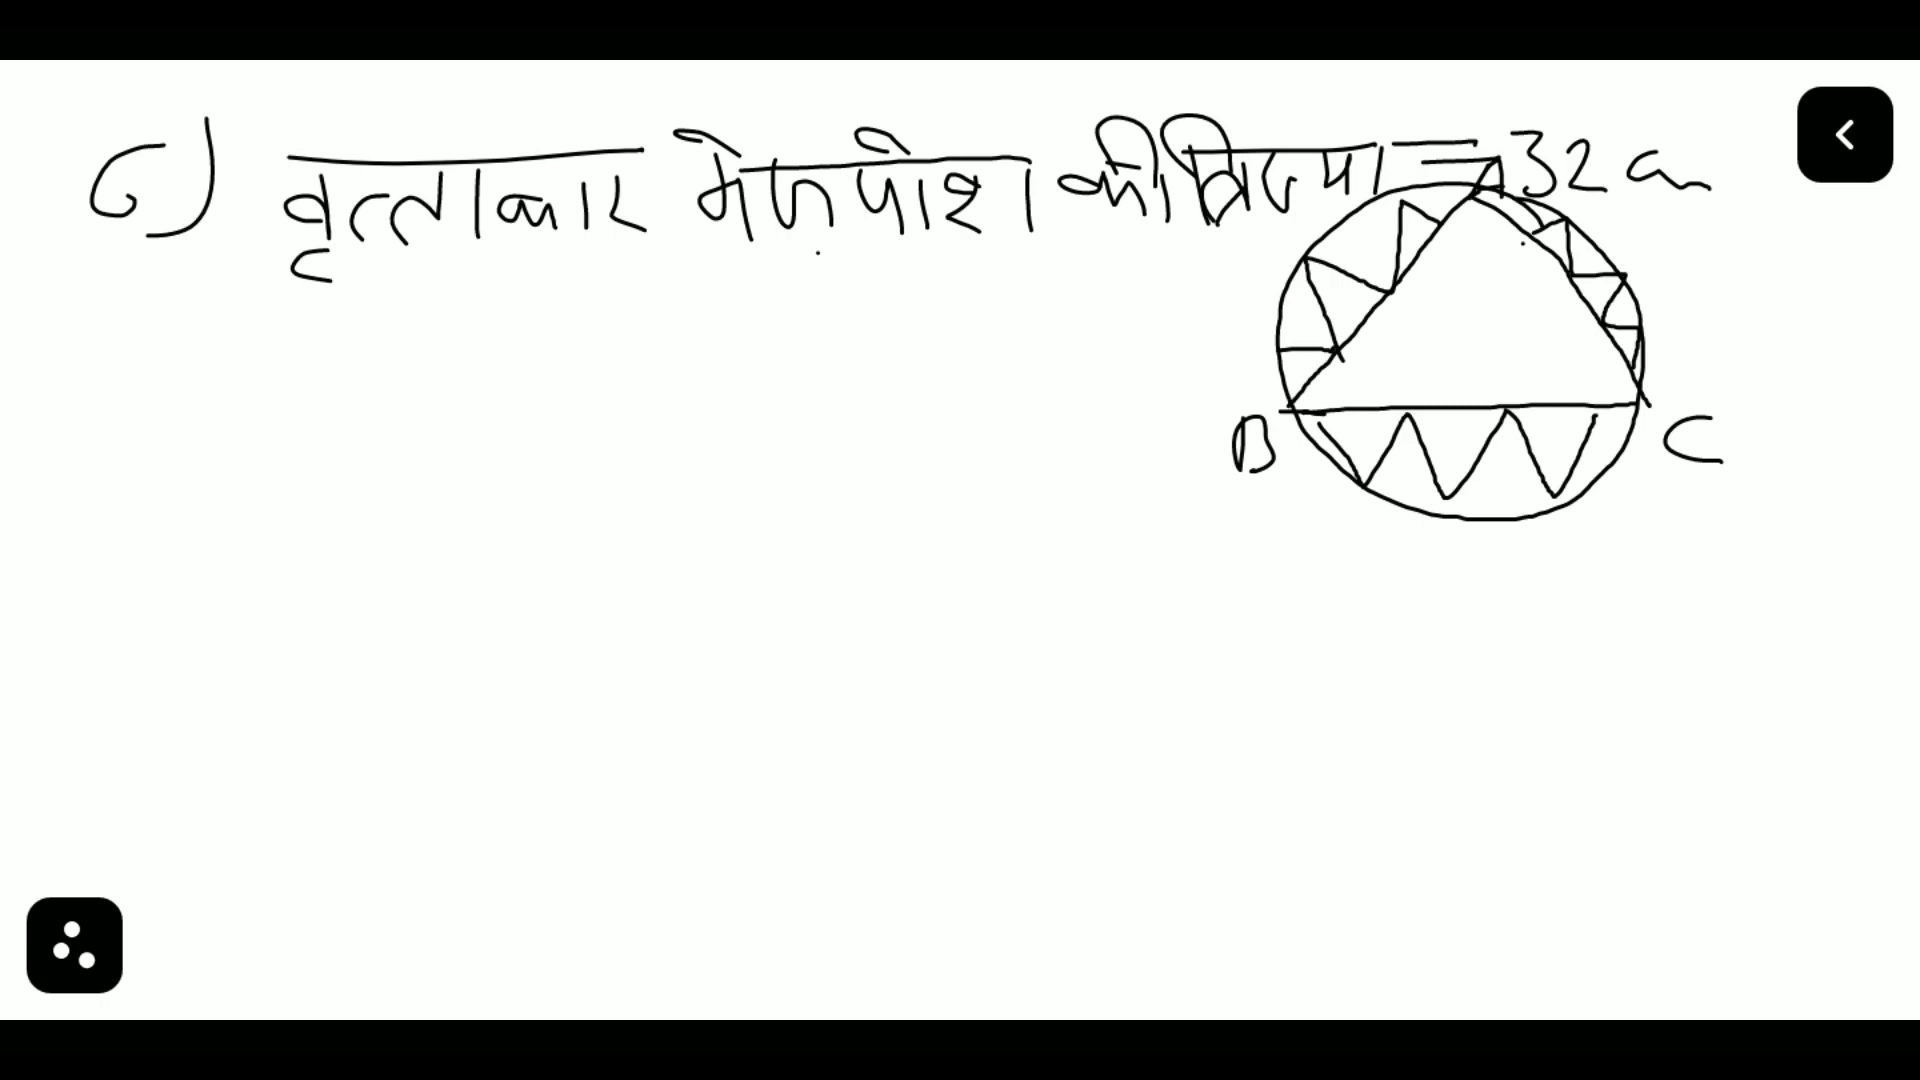 6) वृत्ताकार मेजपोश की त्रिज्या = 32 cm
A
B
C